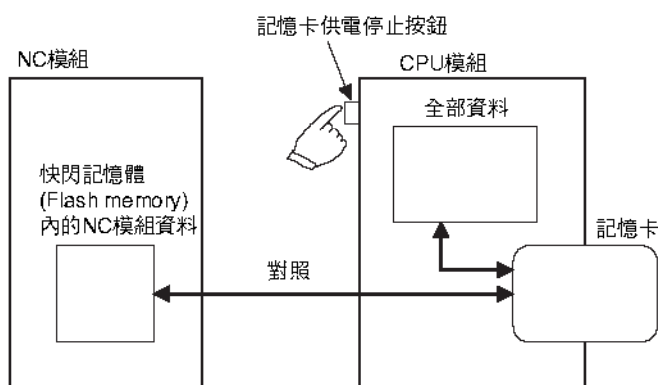 記憶卡供電停止按鈕
NC模組
CPU模組
全部資料
快閃記憶體
(Flash memory)
內的NC模組資料
記憶卡
對照